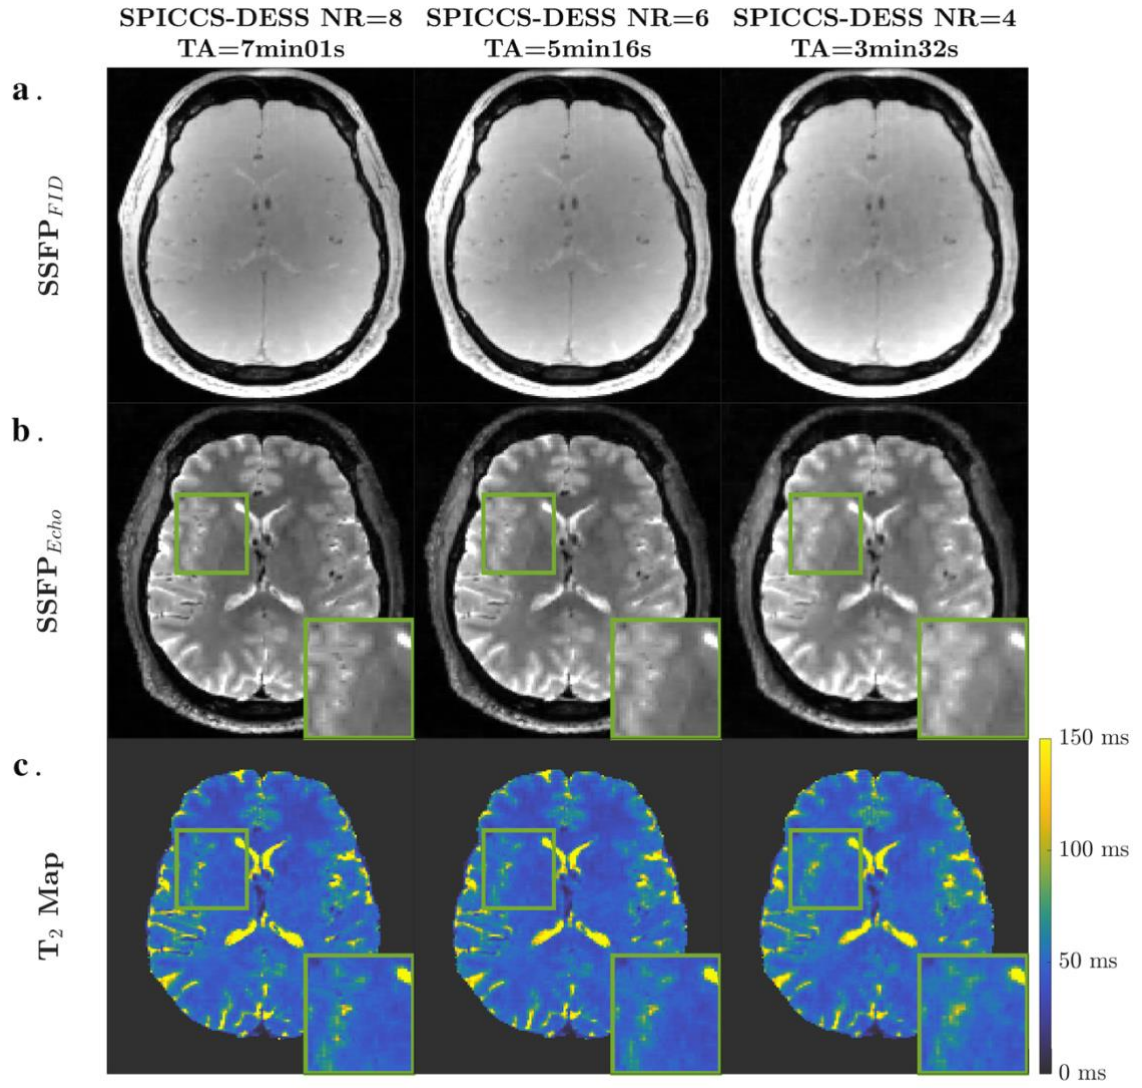 SPICCS-DESS NR=8 SPICCS-DESS NR=6 SPICCS-DESS NR=4
TA=7min01s TA=5min16s TA=3min32s
a.
SSFP_FID
b.
SSFP_Echo
c.
T₂ Map
150 ms
100 ms
50 ms
0 ms